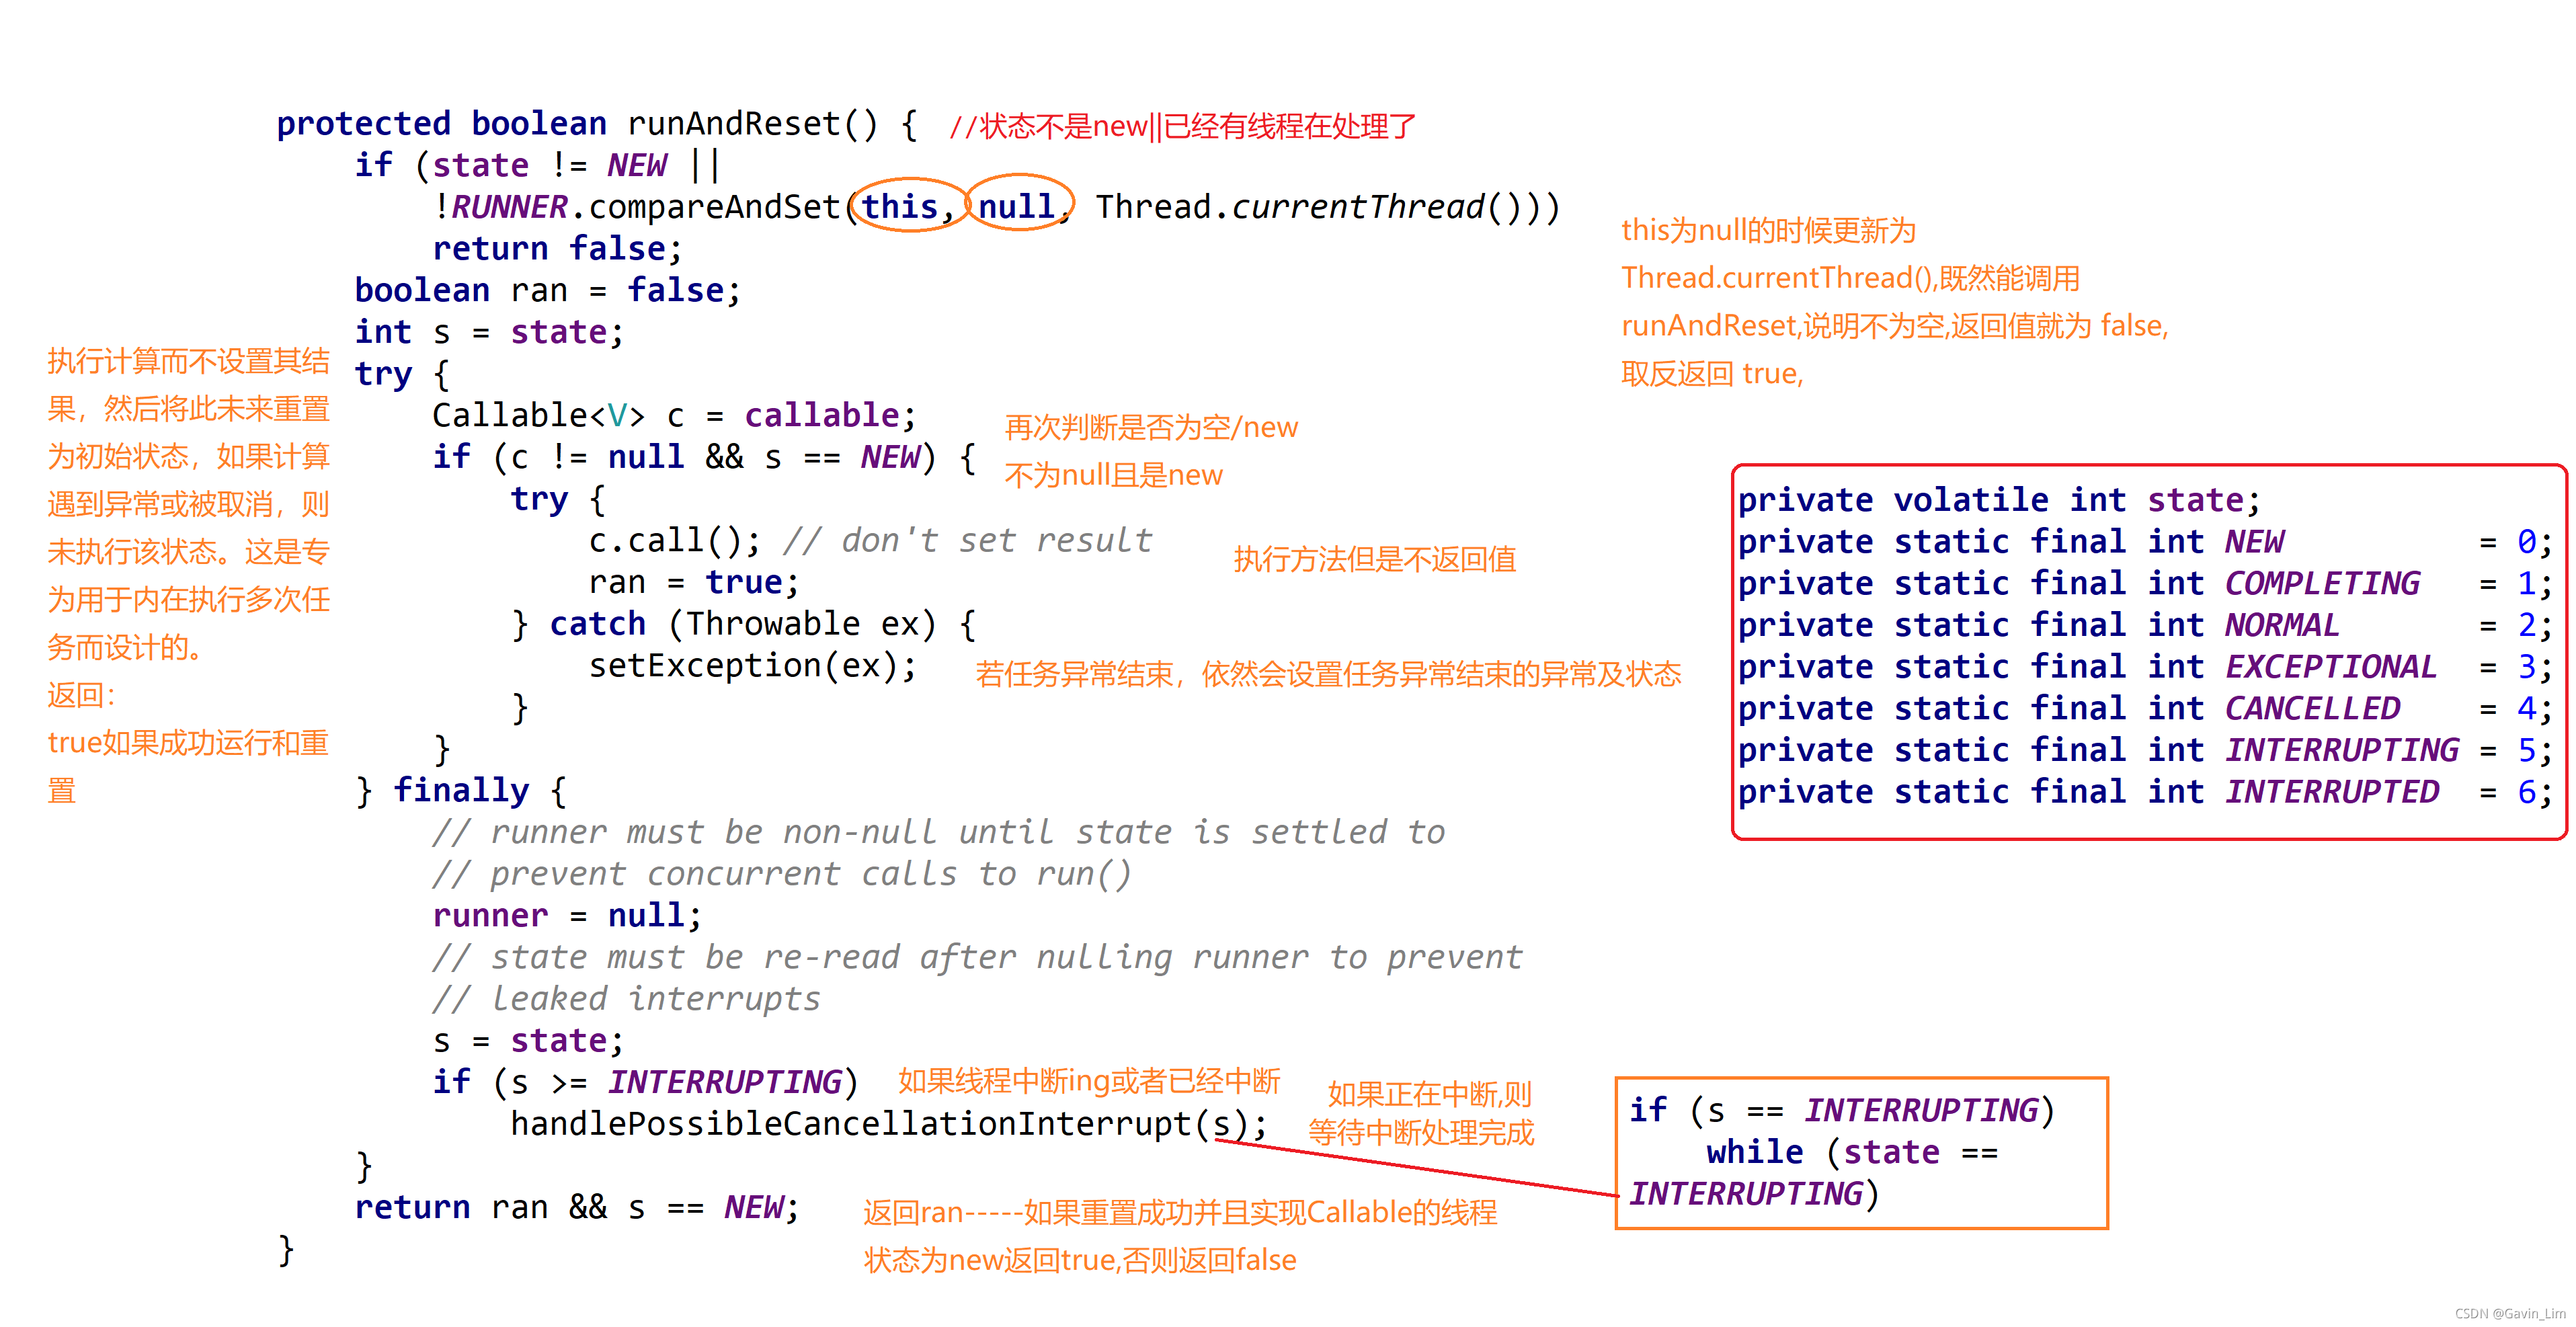 protected boolean runAndReset() { //状态不是new||已经有线程在处理了
if (state != NEW ||
!RUNNER.compareAndSet(this, null, Thread.currentThread()))
return false;
boolean ran = false;
int s = state;
try {
Callable<V> c = callable;
if (c != null && s == NEW) {
try {
c.call(); // don't set result
ran = true;
} catch (Throwable ex) {
setException(ex);
}
}
} finally {
// runner must be non-null until state is settled to
// prevent concurrent calls to run()
runner = null;
// state must be re-read after nulling runner to prevent
// leaked interrupts
s = state;
if (s >= INTERRUPTING)
handlePossibleCancellationInterrupt(s);
}
return ran && s == NEW;
}
执行计算而不设置其结
果，然后将此未来重置
为初始状态，如果计算
遇到异常或被取消，则
未执行该状态。这是专
为用于内在执行多次任
务而设计的。
返回：
true如果成功运行和重
置
this为null的时候更新为
Thread.currentThread(),既然能调用
runAndReset,说明不为空,返回值就为 false,
取反返回 true,
再次判断是否为空/new
不为null且是new
执行方法但是不返回值
若任务异常结束，依然会设置任务异常结束的异常及状态
private volatile int state;
private static final int NEW = 0;
private static final int COMPLETING = 1;
private static final int NORMAL = 2;
private static final int EXCEPTIONAL = 3;
private static final int CANCELLED = 4;
private static final int INTERRUPTING = 5;
private static final int INTERRUPTED = 6;
如果线程中断ing或者已经中断
如果正在中断,则
等待中断处理完成
if (s == INTERRUPTING)
while (state ==
INTERRUPTING)
返回ran-----如果重置成功并且实现Callable的线程
状态为new返回true,否则返回false
CSDN @Gavin_Lim